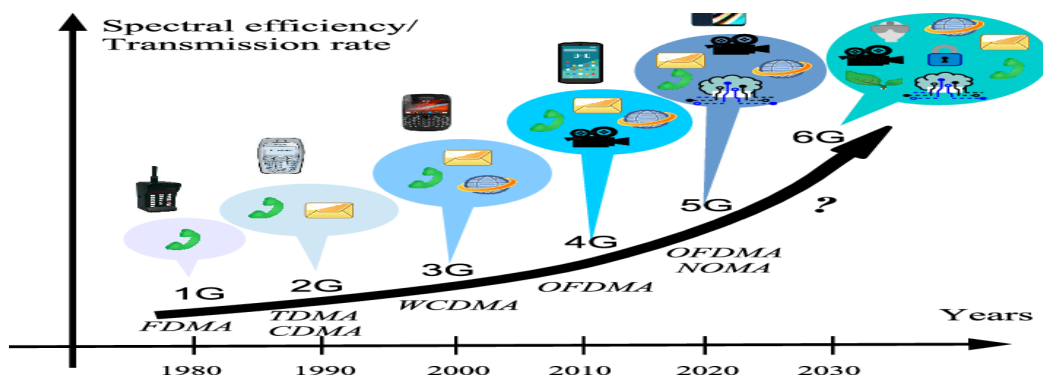 Spectral efficiency/
Transmission rate
6G
?
5G
OFDMA
NOMA
4G
OFDMA
3G
WCDMA
2G
TDMA
CDMA
1G
FDMA
Years
1980
1990
2000
2010
2020
2030